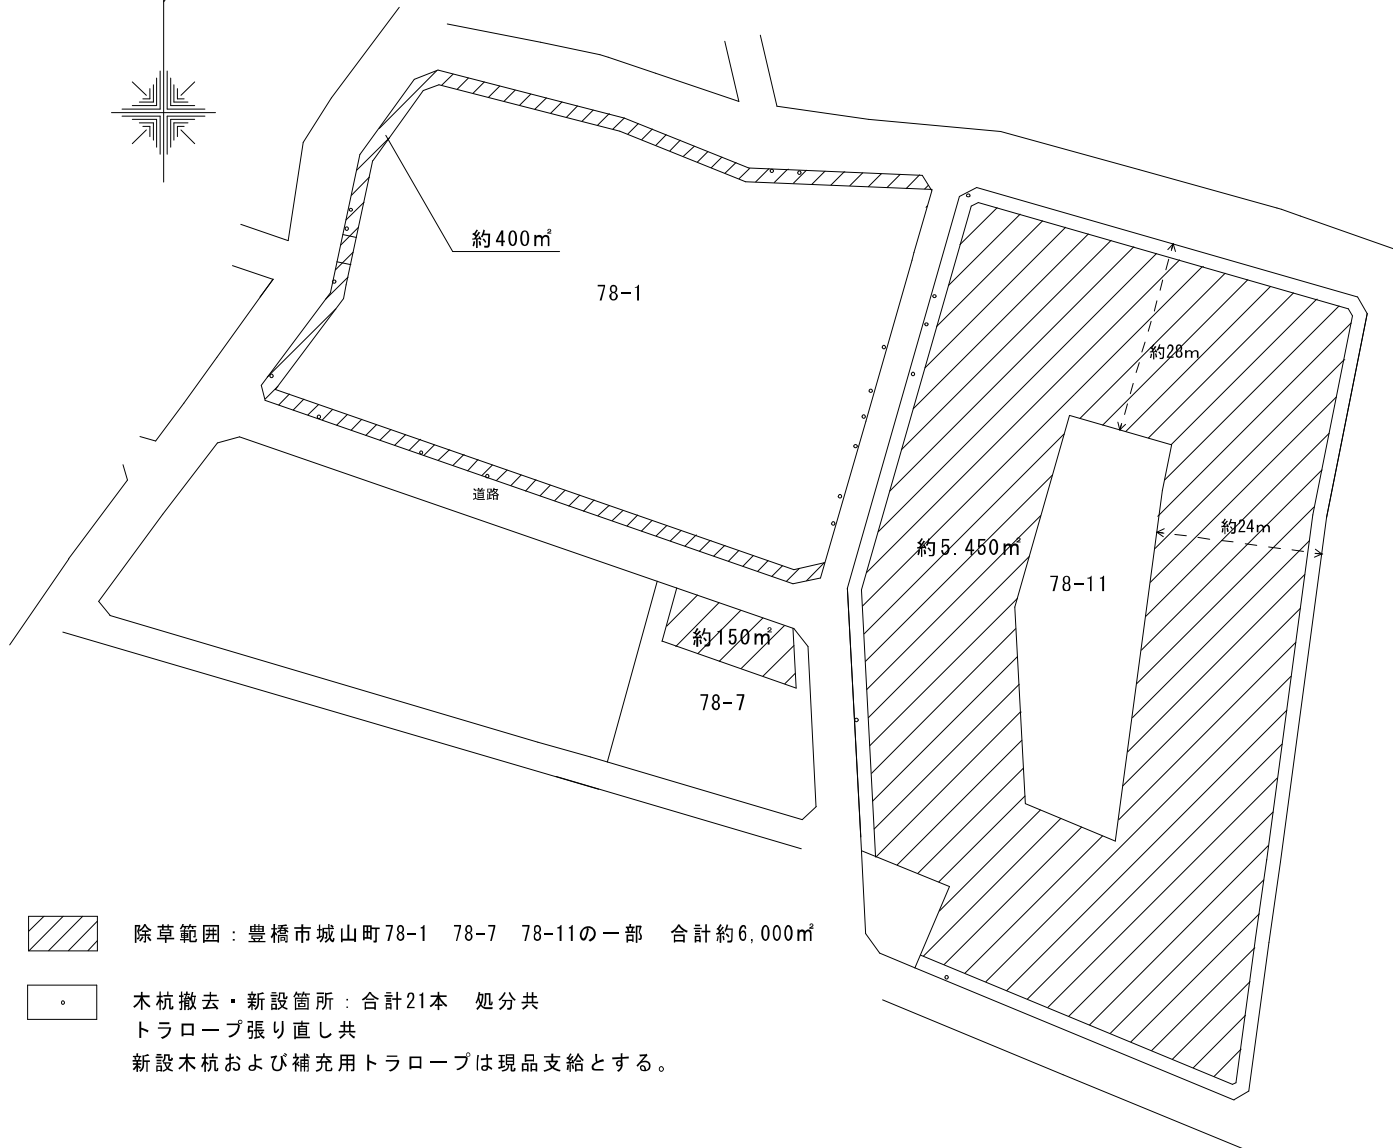 約400㎡
78-1
約28m
約24m
道路
約5.450㎡
78-11
約150㎡
78-7
除草範囲：豊橋市城山町78-1　78-7　78-11の一部　合計約6,000㎡
木杭撤去・新設箇所：合計21本　処分共
トラロープ張り直し共
新設木杭および補充用トラロープは現品支給とする。